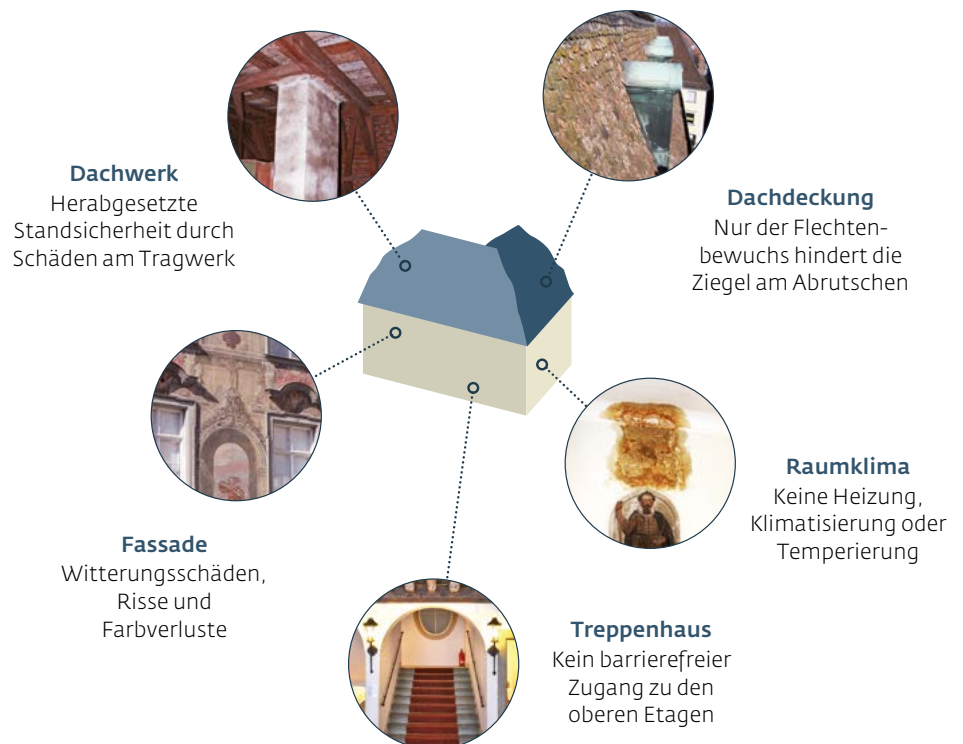 Dachwerk
Herabgesetzte
Standsicherheit durch
Schäden am Tragwerk
Dachdeckung
Nur der Flechten-
bewuchs hindert die
Ziegel am Abrutschen
Fassade
Witterungsschäden,
Risse und
Farbverluste
Raumklima
Keine Heizung,
Klimatisierung oder
Temperierung
Treppenhaus
Kein barrierefreier
Zugang zu den
oberen Etagen